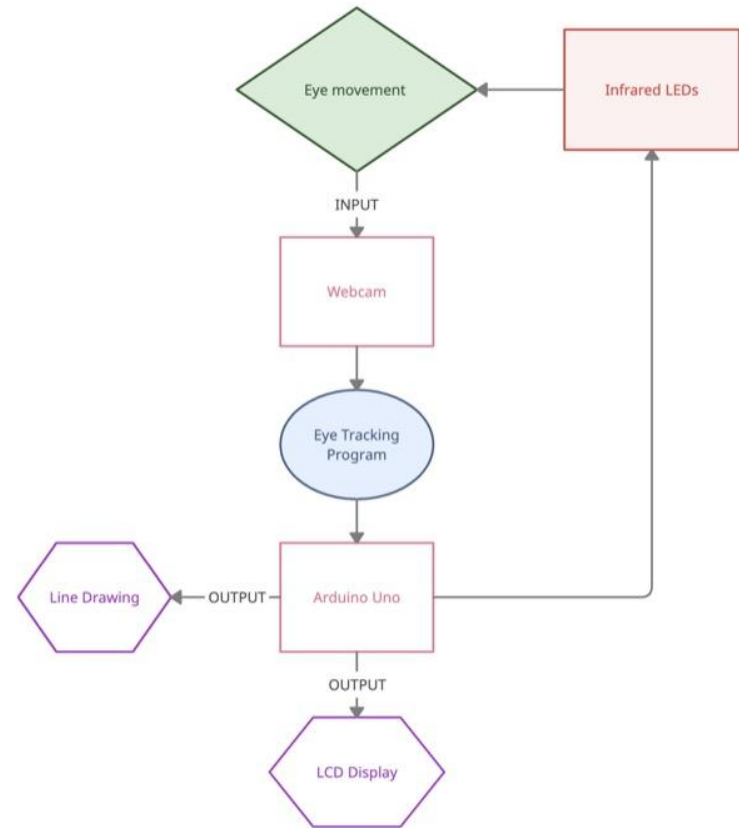 Eye movement
Infrared LEDs
INPUT
Webcam
Eye Tracking
Program
Line Drawing
OUTPUT
Arduino Uno
OUTPUT
LCD Display